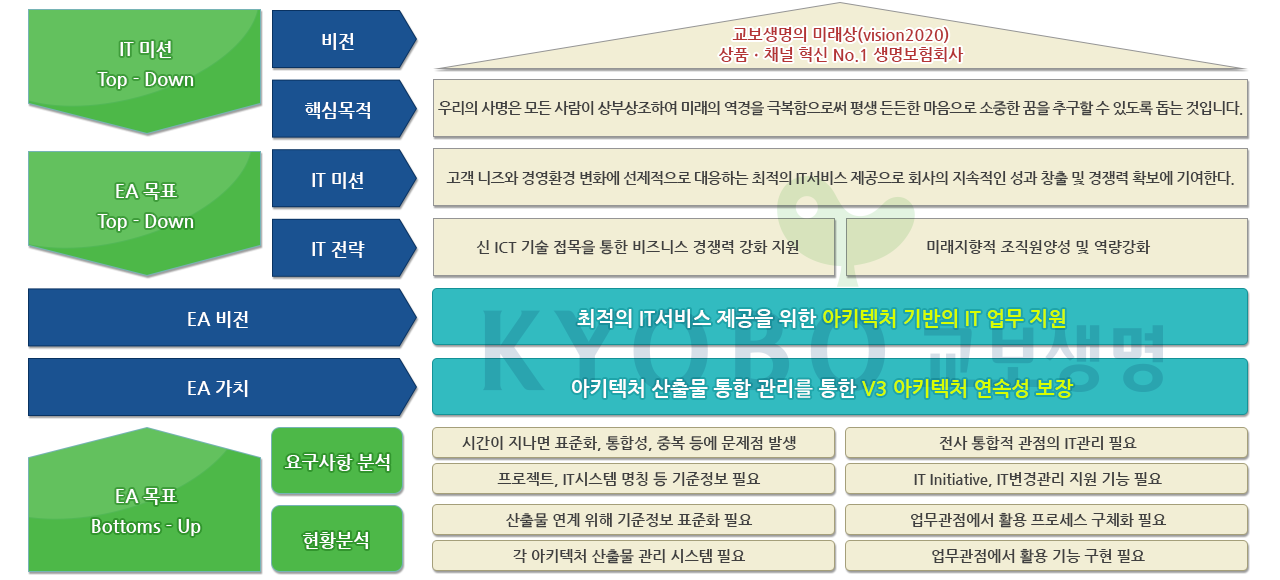 IT 미션
Top - Down
비전
교보생명의 미래상(vision2020)
상품·채널 혁신 No.1 생명보험회사
핵심목적
우리의 사명은 모든 사람이 상부상조하여 미래의 역경을 극복함으로써 평생 든든한 마음으로 소중한 꿈을 추구할 수 있도록 돕는 것입니다.
EA 목표
Top - Down
IT 미션
고객 니즈와 경영환경 변화에 선제적으로 대응하는 최적의 IT서비스 제공으로 회사의 지속적인 성과 창출 및 경쟁력 확보에 기여한다.
IT 전략
신 ICT 기술 접목을 통한 비즈니스 경쟁력 강화 지원
미래지향적 조직원양성 및 역량강화
EA 비전
최적의 IT서비스 제공을 위한 아키텍처 기반의 IT 업무 지원
KYOBO 교보생명
EA 가치
아키텍처 산출물 통합 관리를 통한 V3 아키텍처 연속성 보장
EA 목표
Bottoms - Up
요구사항 분석
시간이 지나면 표준화, 통합성, 중복 등에 문제점 발생
전사 통합적 관점의 IT관리 필요
프로젝트, IT시스템 명칭 등 기준정보 필요
IT Initiative, IT변경관리 지원 기능 필요
현황분석
산출물 연계 위해 기준정보 표준화 필요
업무관점에서 활용 프로세스 구체화 필요
각 아키텍처 산출물 관리 시스템 필요
업무관점에서 활용 기능 구현 필요